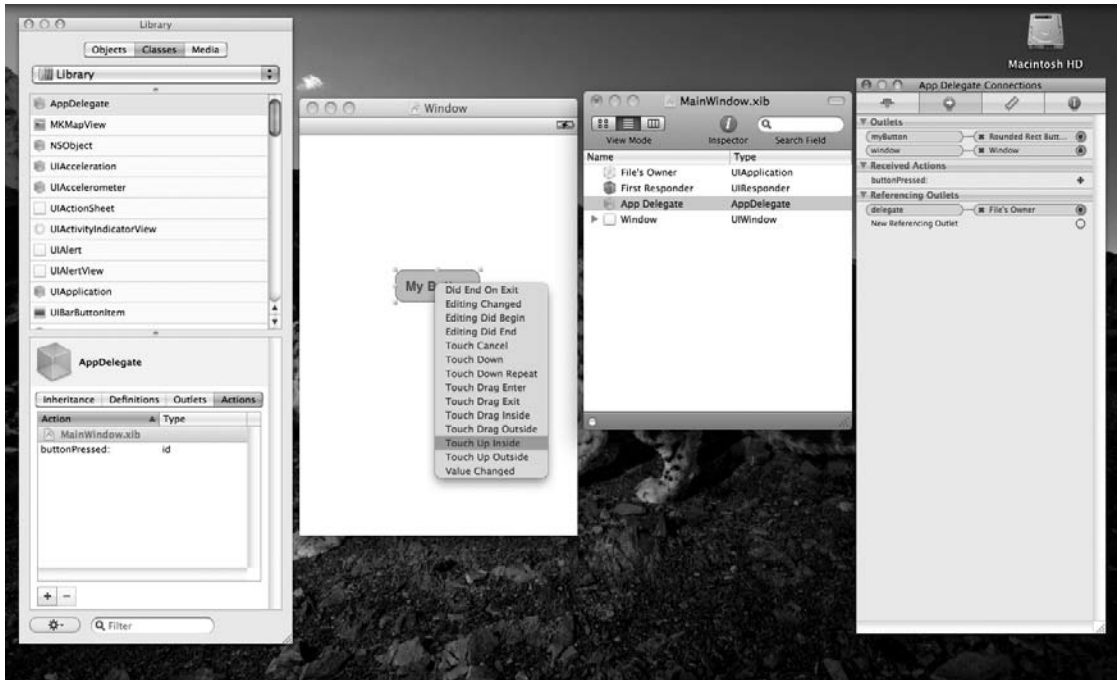 Library
Objects Classes Media
Library
AppDelegate
MKMapView
NSObject
UIAcceleration
UIAccelerometer
UIActionSheet
UIActivityIndicatorView
UIAlert
UIAlertView
UIApplication
UIBarButtonItem
AppDelegate
Inheritance Definitions Outlets Actions
Action Type
MainWindow.xib
buttonPressed: id
Filter
Window
My B
Did End On Exit
Editing Changed
Editing Did Begin
Editing Did End
Touch Cancel
Touch Down
Touch Down Repeat
Touch Drag Enter
Touch Drag Exit
Touch Drag Inside
Touch Drag Outside
Touch Up Inside
Touch Up Outside
Value Changed
MainWindow.xib
View Mode Inspector Search Field
Name Type
File's Owner UIApplication
First Responder UIResponder
App Delegate AppDelegate
Window UIWindow
Macintosh HD
App Delegate Connections
Outlets
myButton Rounded Rect Butt...
window Window
Received Actions
buttonPressed:
Referencing Outlets
delegate File's Owner
New Referencing Outlet